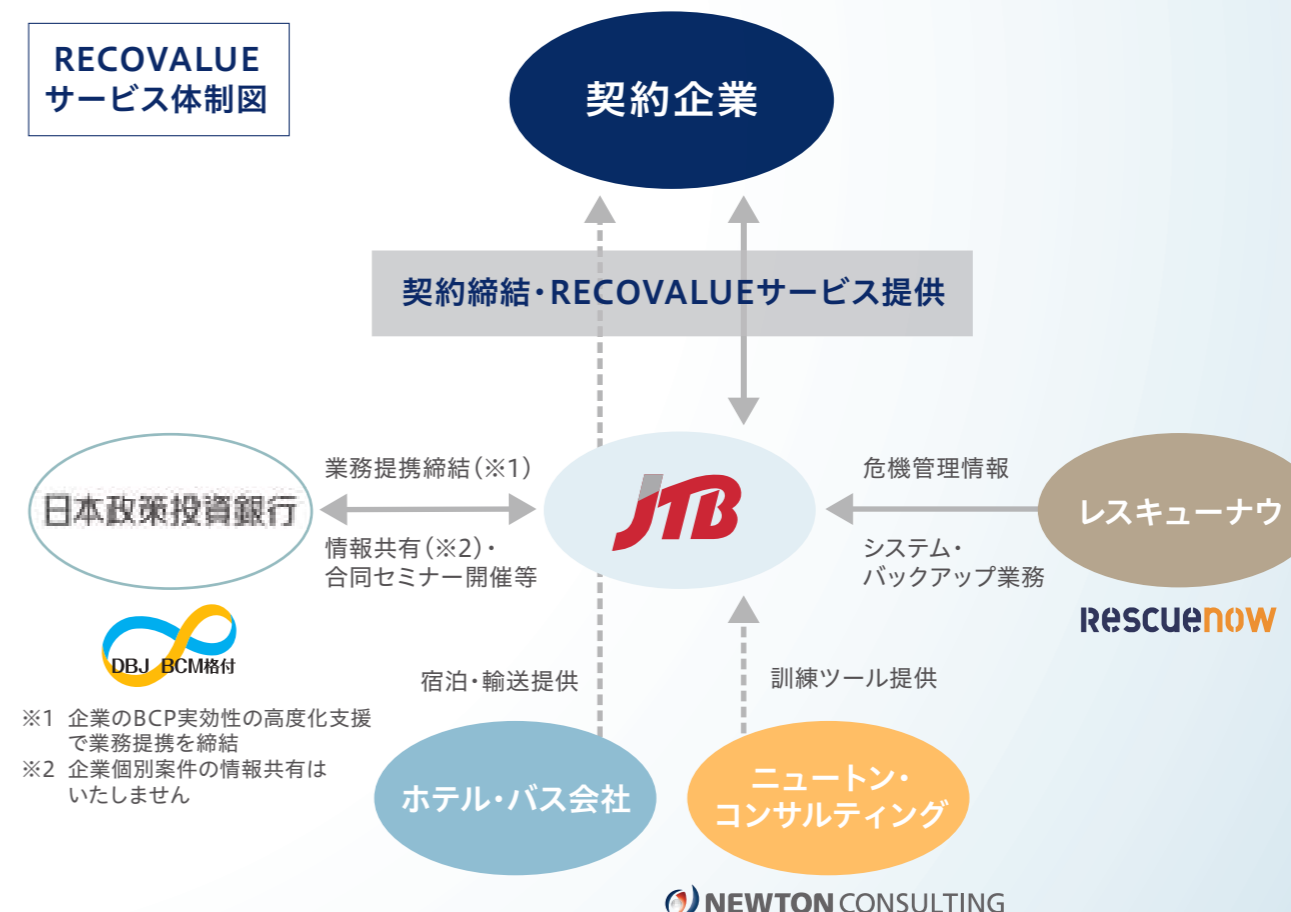 RECOVALUE
サービス体制図
契約企業
契約締結・RECOVALUEサービス提供
日本政策投資銀行
業務提携締結(※1)
情報共有(※2)・
合同セミナー開催等
JTB
危機管理情報
システム・
バックアップ業務
レスキューナウ
Rescuenow
DBJ BCM格付
※1 企業のBCP実効性の高度化支援
で業務提携を締結
※2 企業個別案件の情報共有は
いたしません
宿泊・輸送提供
訓練ツール提供
ホテル・バス会社
ニュートン・
コンサルティング
NEWTON CONSULTING